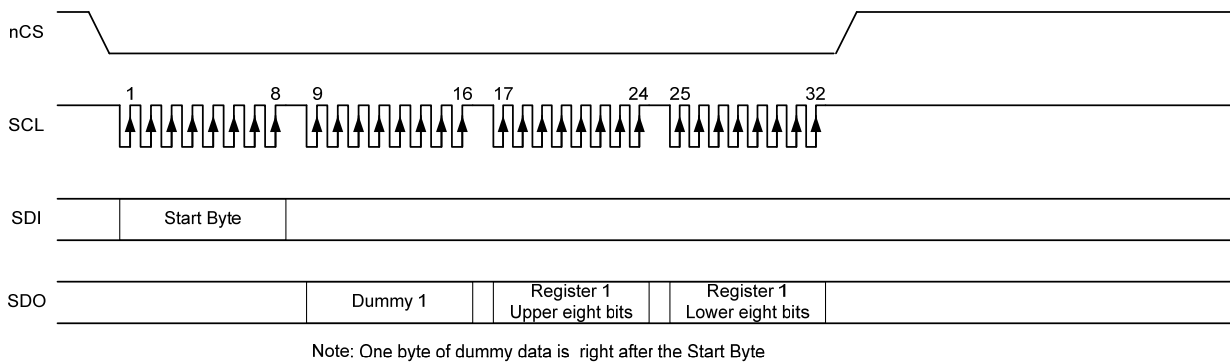 nCS
1 8 9 16 17 24 25 32
SCL
SDI
Start Byte
SDO
Dummy 1
Register 1
Upper eight bits
Register 1
Lower eight bits
Note: One byte of dummy data is right after the Start Byte